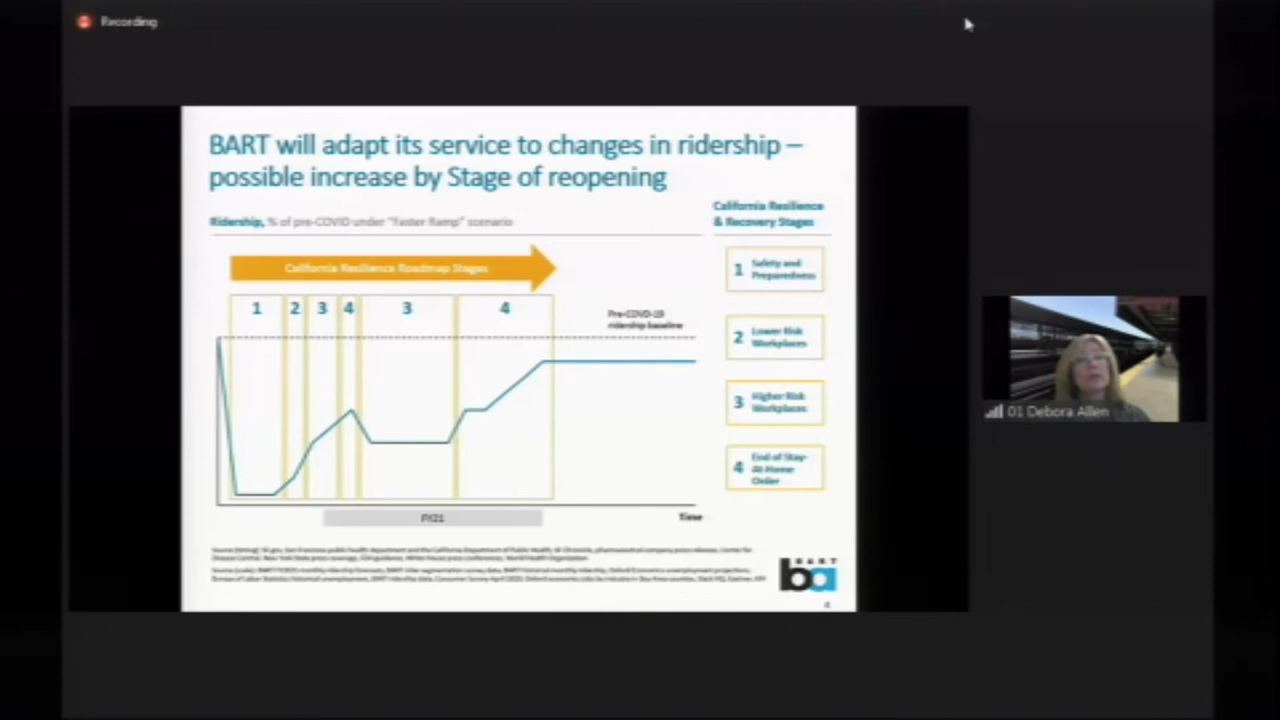 Recording
BART will adapt its service to changes in ridership –
possible increase by Stage of reopening
Ridership, % of pre-COVID under "Faster Ramp" scenario
California Resilience
& Recovery Stages
California Resilience Roadmap Stages
1 2 3 4 3 4
Pre-COVID-19
ridership baseline
1 Safety and
Preparedness
2 Lower Risk
Workplaces
3 Higher Risk
Workplaces
4 End of Stay-
At-Home
Order
01 Debora Allen
FY21
Time
BART
ba